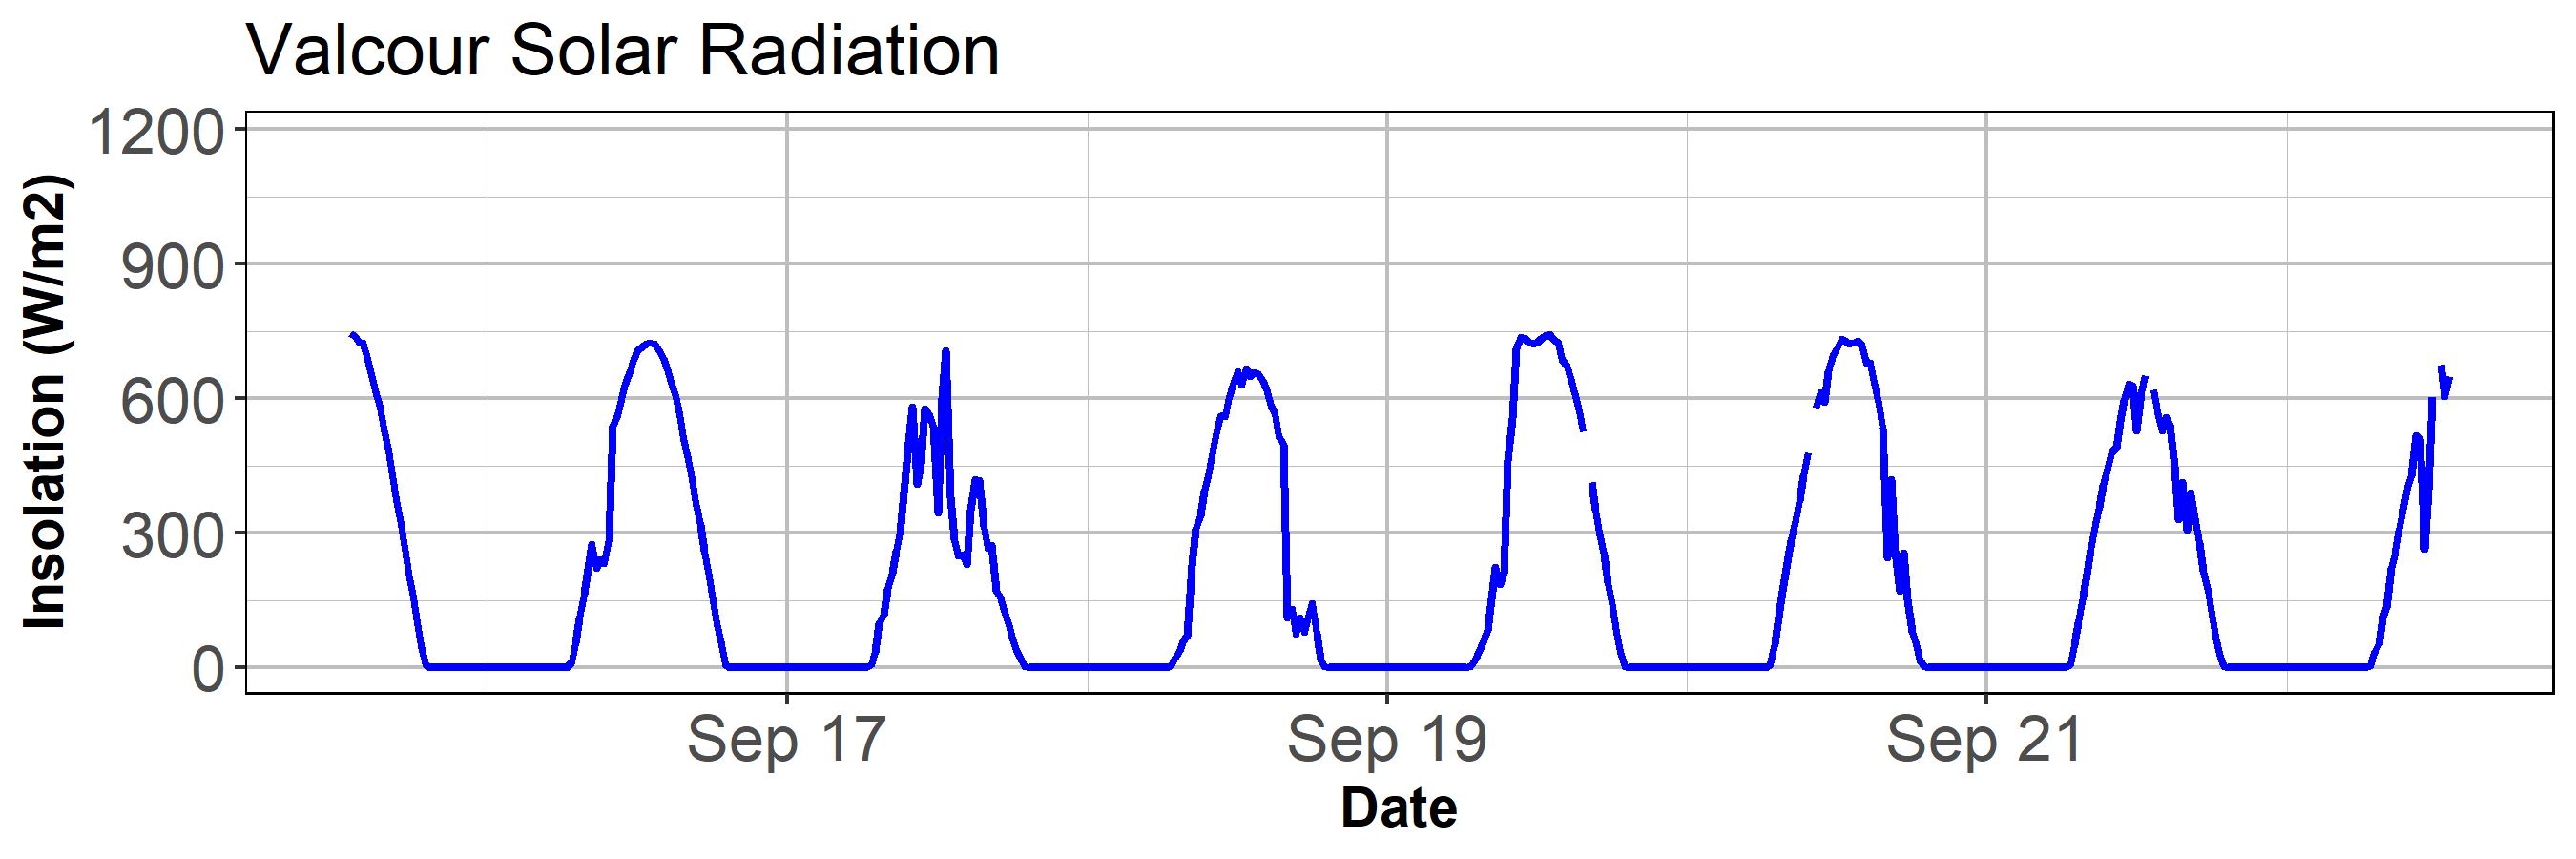 Valcour Solar Radiation
1200
900
600
300
0
Insolation (W/m2)
Sep 17
Sep 19
Sep 21
Date